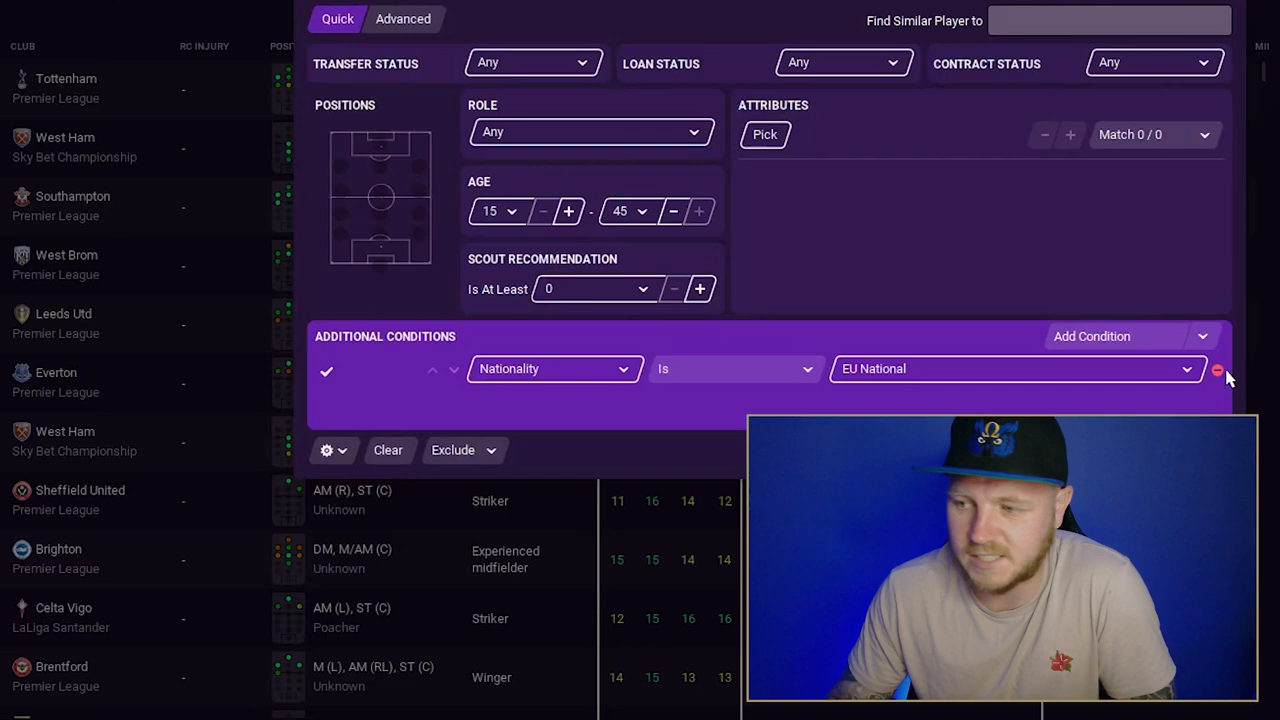 Quick
Advanced
Find Similar Player to
CLUB
RC INJURY
TRANSFER STATUS
Any
LOAN STATUS
Any
CONTRACT STATUS
Any
POSITIONS
ROLE
Any
ATTRIBUTES
Pick
Match 0 / 0
AGE
15
-
45
SCOUT RECOMMENDATION
Is At Least
0
ADDITIONAL CONDITIONS
Add Condition
Nationality
Is
EU National
Clear
Exclude
Tottenham
Premier League
-
West Ham
Sky Bet Championship
-
Southampton
Premier League
-
West Brom
Premier League
-
Leeds Utd
Premier League
-
Everton
Premier League
-
West Ham
Sky Bet Championship
-
Sheffield United
Premier League
-
AM (R), ST (C)
Unknown
Striker
11 16 14 12
Brighton
Premier League
-
DM, M/AM (C)
Unknown
Experienced
midfielder
15 15 14 14
Celta Vigo
LaLiga Santander
-
AM (L), ST (C)
Poacher
Striker
12 15 16 16
Brentford
Premier League
-
M (L), AM (RL), ST (C)
Unknown
Winger
14 15 13 13
Ω